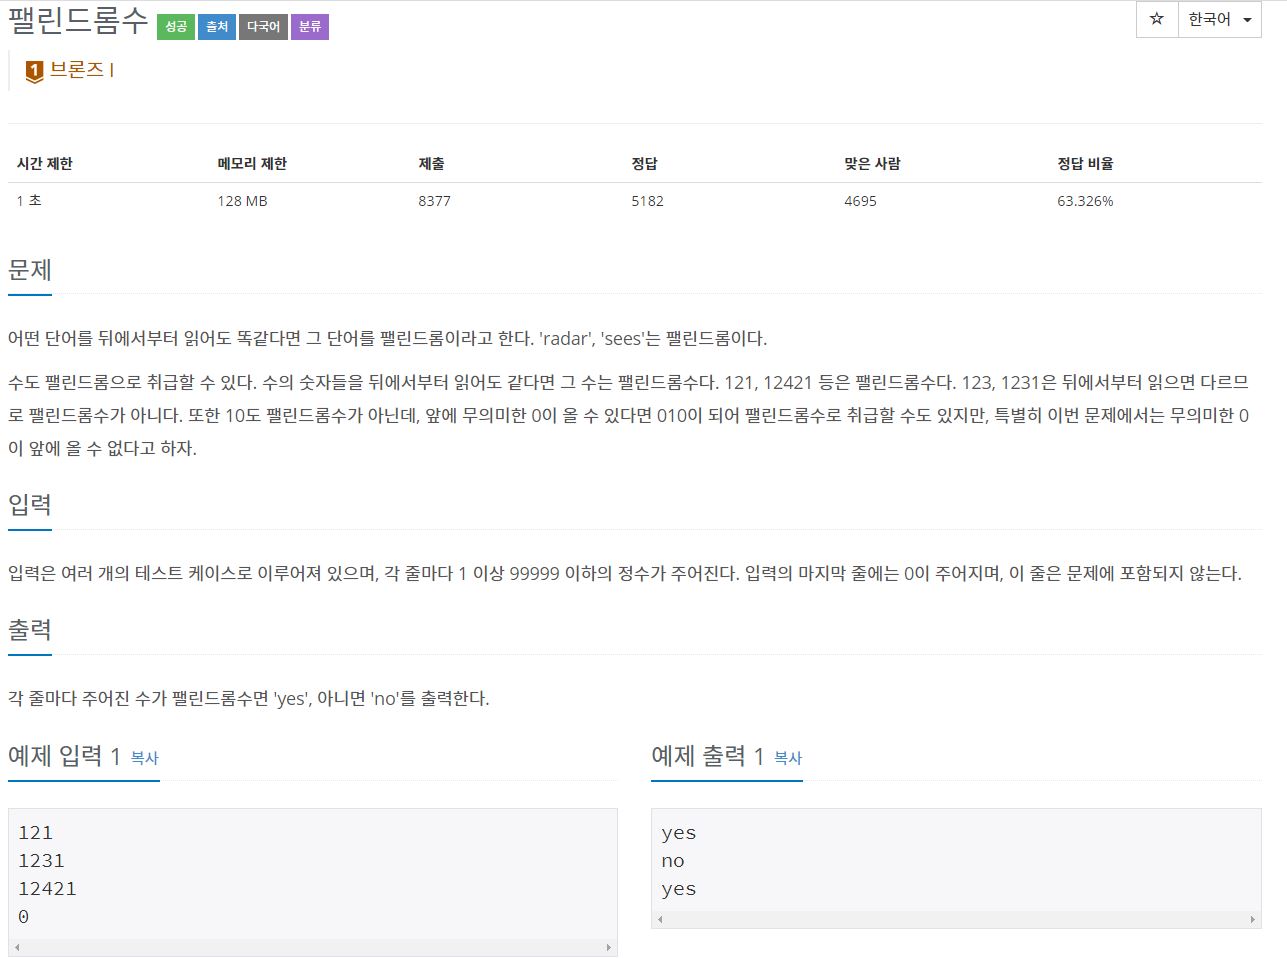 팰린드롬수 성공 출처 다국어 분류
☆ 한국어
1 브론즈 I
시간 제한 메모리 제한 제출 정답 맞은 사람 정답 비율
1 초 128 MB 8377 5182 4695 63.326%
문제
어떤 단어를 뒤에서부터 읽어도 똑같다면 그 단어를 팰린드롬이라고 한다. 'radar', 'sees'는 팰린드롬이다.
수도 팰린드롬으로 취급할 수 있다. 수의 숫자들을 뒤에서부터 읽어도 같다면 그 수는 팰린드롬수다. 121, 12421 등은 팰린드롬수다. 123, 1231은 뒤에서부터 읽으면 다르므
로 팰린드롬수가 아니다. 또한 10도 팰린드롬수가 아닌데, 앞에 무의미한 0이 올 수 있다면 010이 되어 팰린드롬수로 취급할 수도 있지만, 특별히 이번 문제에서는 무의미한 0
이 앞에 올 수 없다고 하자.
입력
입력은 여러 개의 테스트 케이스로 이루어져 있으며, 각 줄마다 1 이상 99999 이하의 정수가 주어진다. 입력의 마지막 줄에는 0이 주어지며, 이 줄은 문제에 포함되지 않는다.
출력
각 줄마다 주어진 수가 팰린드롬수면 'yes', 아니면 'no'를 출력한다.
예제 입력 1 복사
121
1231
12421
0
예제 출력 1 복사
yes
no
yes